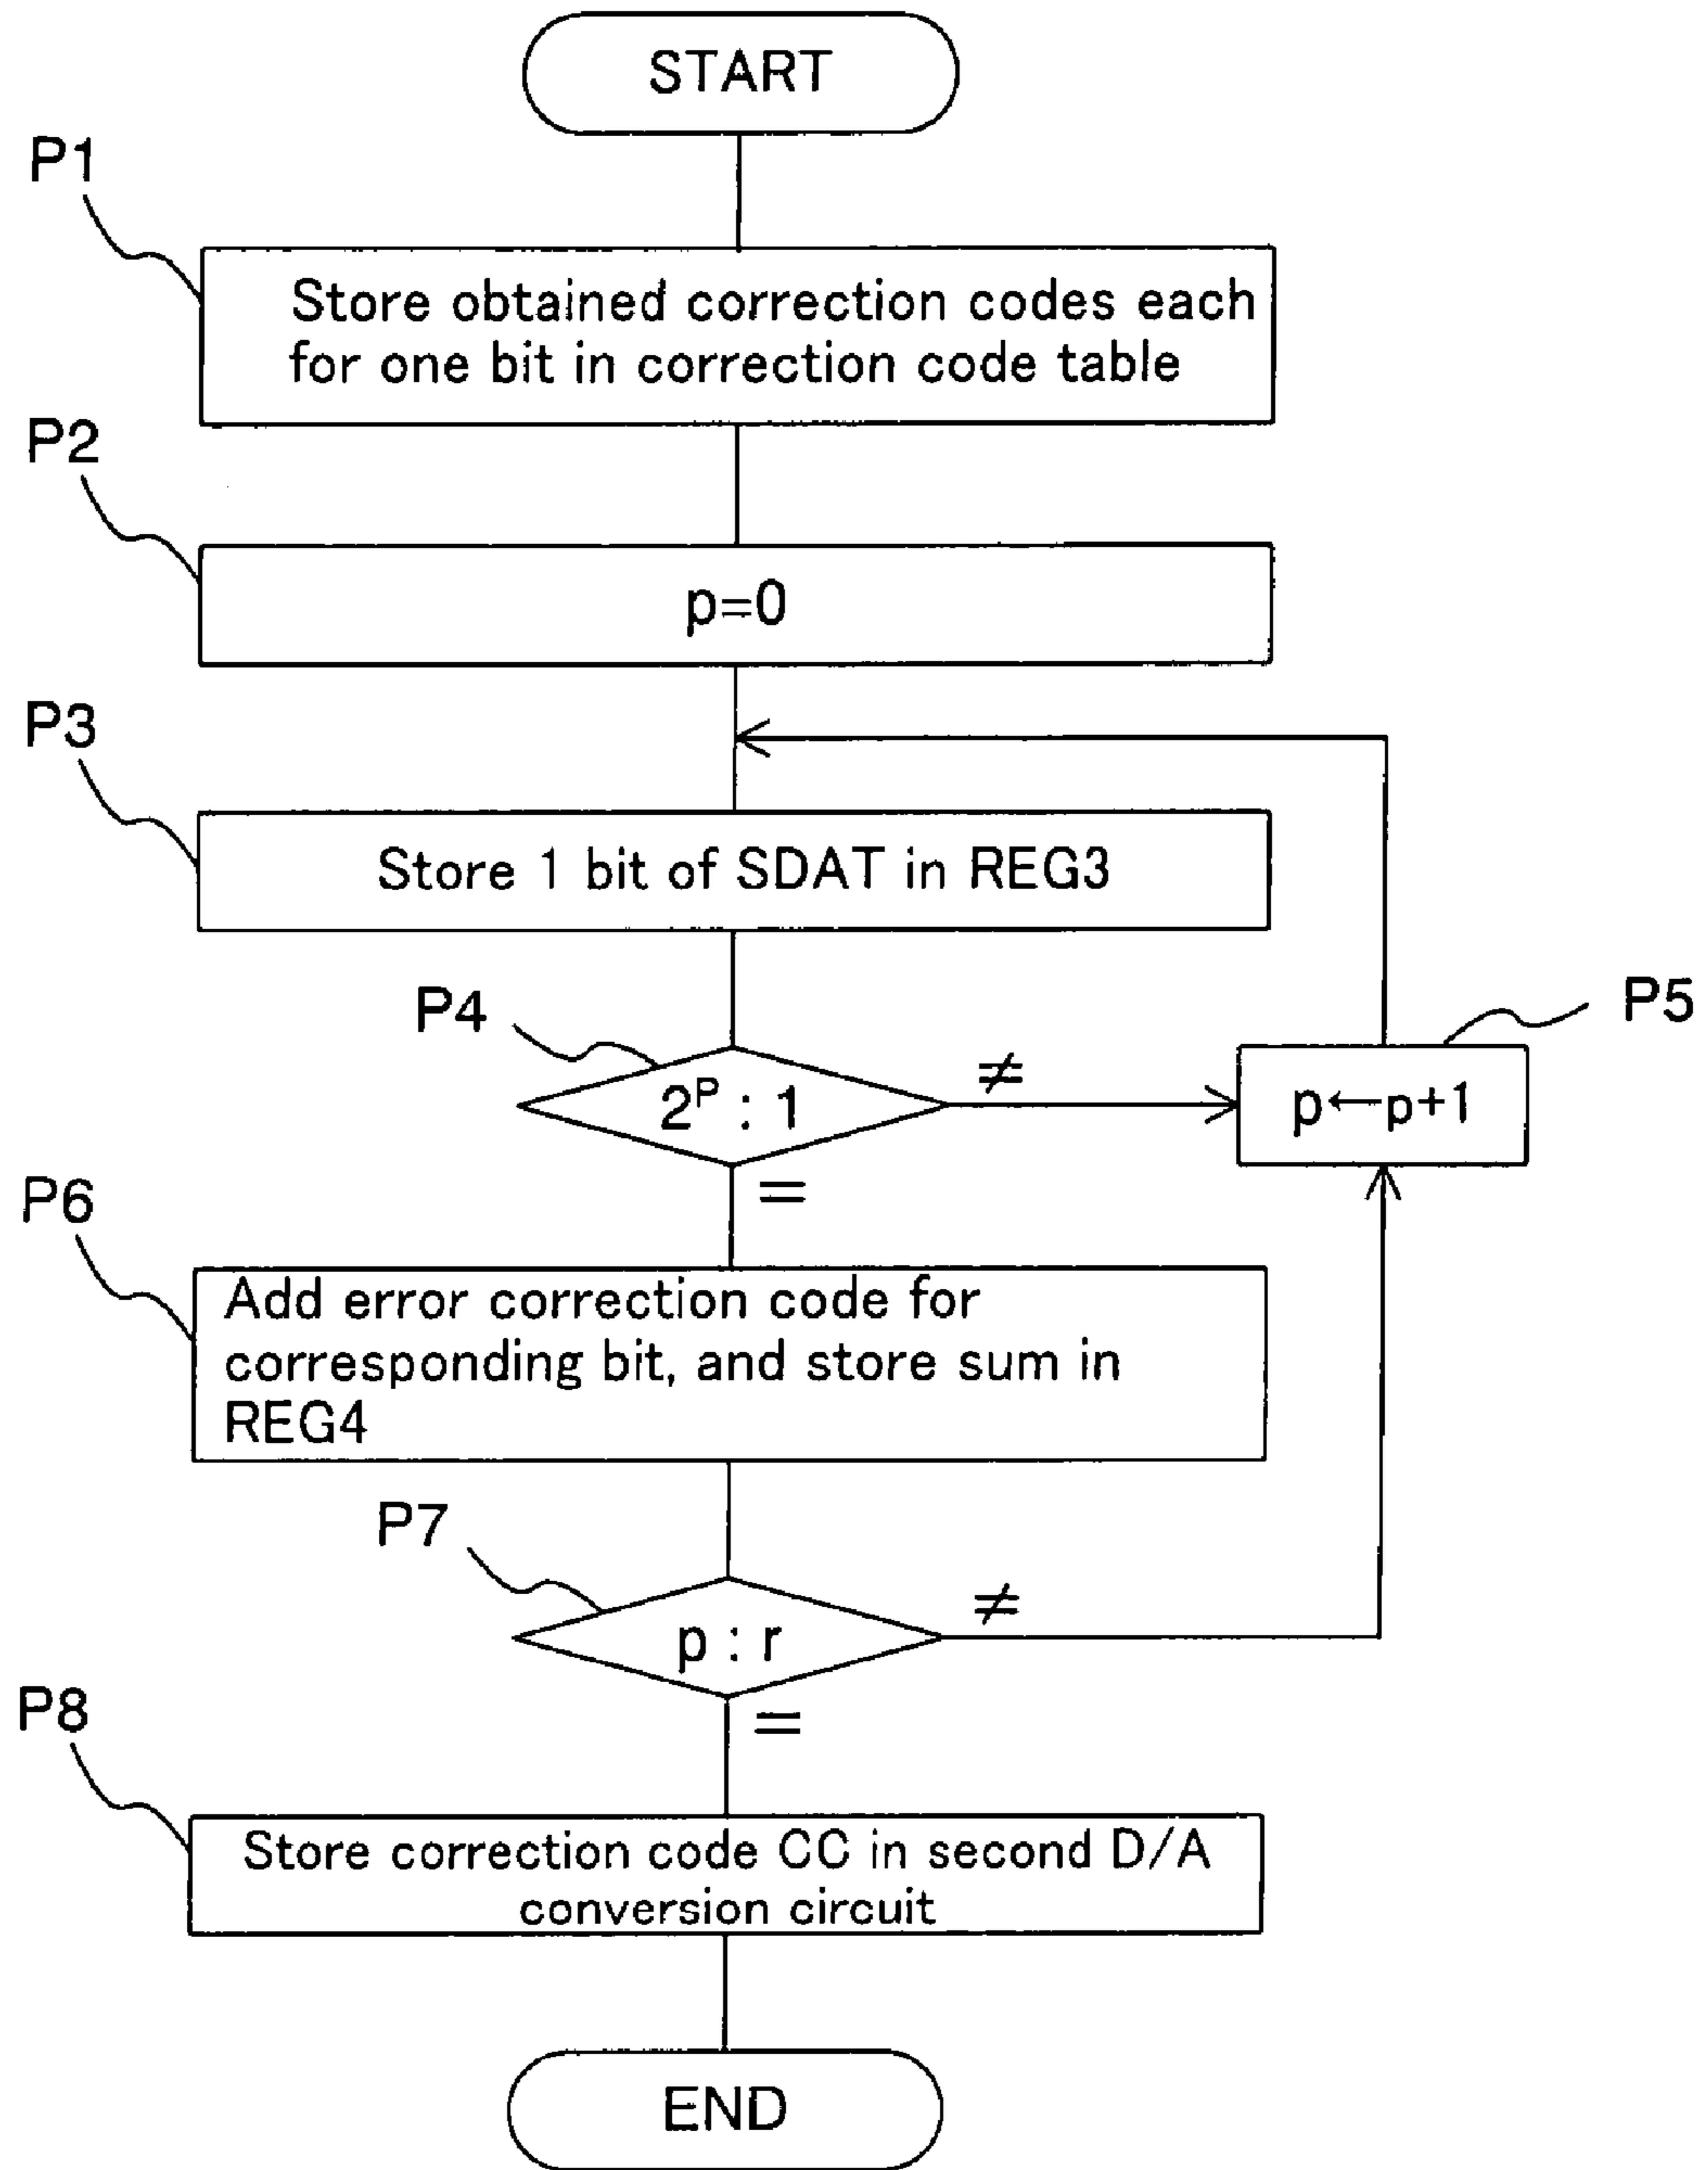 START
P1
Store obtained correction codes each
for one bit in correction code table
P2
p=0
P3
Store 1 bit of SDAT in REG3
P4
2ᴾ : 1
≠
P5
p←p+1
=
P6
Add error correction code for
corresponding bit, and store sum in
REG4
P7
p : r
≠
=
P8
Store correction code CC in second D/A
conversion circuit
END